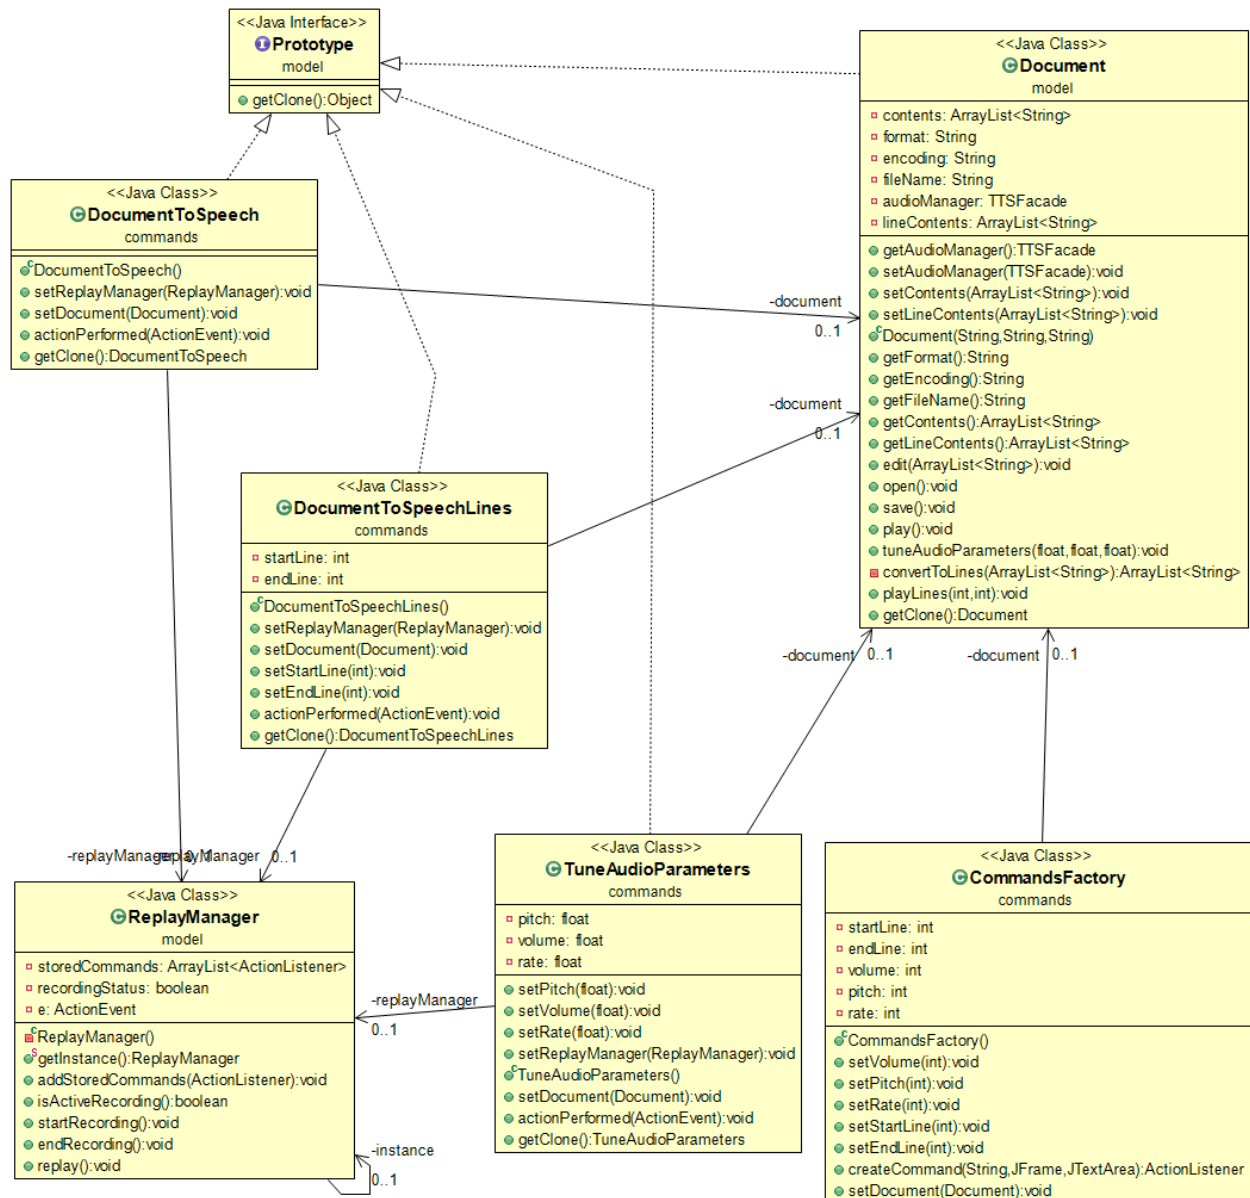 <<Java Interface>>
Prototype
model
getClone():Object
<<Java Class>>
Document
model
contents: ArrayList<String>
format: String
encoding: String
fileName: String
audioManager: TTSFacade
lineContents: ArrayList<String>
getAudioManager():TTSFacade
setAudioManager(TTSFacade):void
setContents(ArrayList<String>):void
setLineContents(ArrayList<String>):void
Document(String,String,String)
getFormat():String
getEncoding():String
getFileName():String
getContents():ArrayList<String>
getLineContents():ArrayList<String>
edit(ArrayList<String>):void
open():void
save():void
play():void
tuneAudioParameters(float,float,float):void
convertToLines(ArrayList<String>):ArrayList<String>
playLines(int,int):void
getClone():Document
<<Java Class>>
DocumentToSpeech
commands
DocumentToSpeech()
setReplayManager(ReplayManager):void
setDocument(Document):void
actionPerformed(ActionEvent):void
getClone():DocumentToSpeech
-document
0..1
-document
0..1
<<Java Class>>
DocumentToSpeechLines
commands
startLine: int
endLine: int
DocumentToSpeechLines()
setReplayManager(ReplayManager):void
setDocument(Document):void
setStartLine(int):void
setEndLine(int):void
actionPerformed(ActionEvent):void
getClone():DocumentToSpeechLines
-document 0..1
-document 0..1
-replayManager 0..1
-replayManager 0..1
<<Java Class>>
ReplayManager
model
storedCommands: ArrayList<ActionListener>
recordingStatus: boolean
e: ActionEvent
ReplayManager()
getInstance():ReplayManager
addStoredCommands(ActionListener):void
isActiveRecording():boolean
startRecording():void
endRecording():void
replay():void
-instance
0..1
-replayManager
0..1
<<Java Class>>
TuneAudioParameters
commands
pitch: float
volume: float
rate: float
setPitch(float):void
setVolume(float):void
setRate(float):void
setReplayManager(ReplayManager):void
TuneAudioParameters()
setDocument(Document):void
actionPerformed(ActionEvent):void
getClone():TuneAudioParameters
<<Java Class>>
CommandsFactory
commands
startLine: int
endLine: int
volume: int
pitch: int
rate: int
CommandsFactory()
setVolume(int):void
setPitch(int):void
setRate(int):void
setStartLine(int):void
setEndLine(int):void
createCommand(String,JFrame,JTextArea):ActionListener
setDocument(Document):void